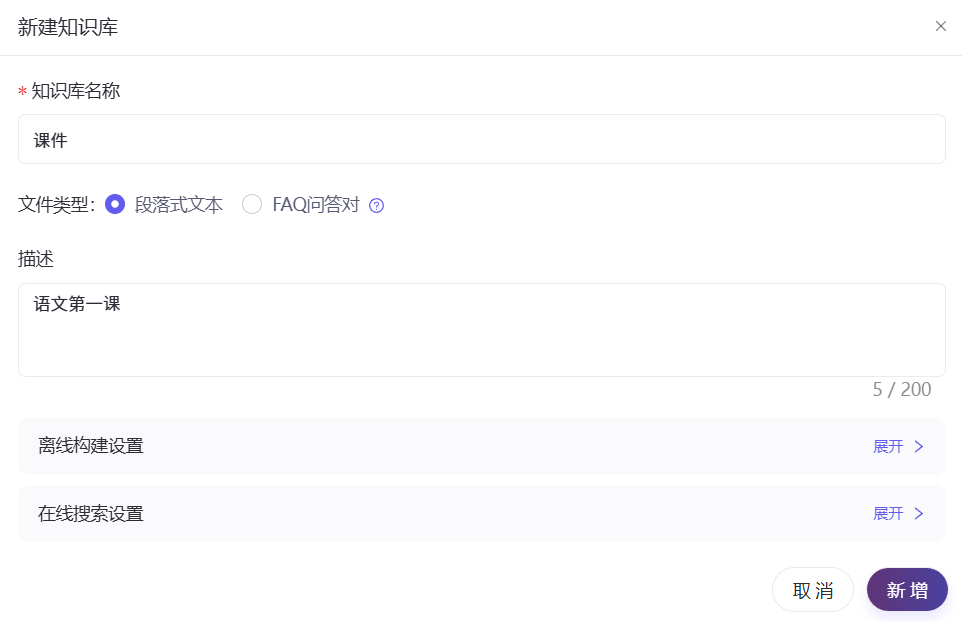 新建知识库
* 知识库名称
课件
文件类型: 段落式文本 FAQ问答对
描述
语文第一课
5 / 200
离线构建设置 展开
在线搜索设置 展开
取消 新增